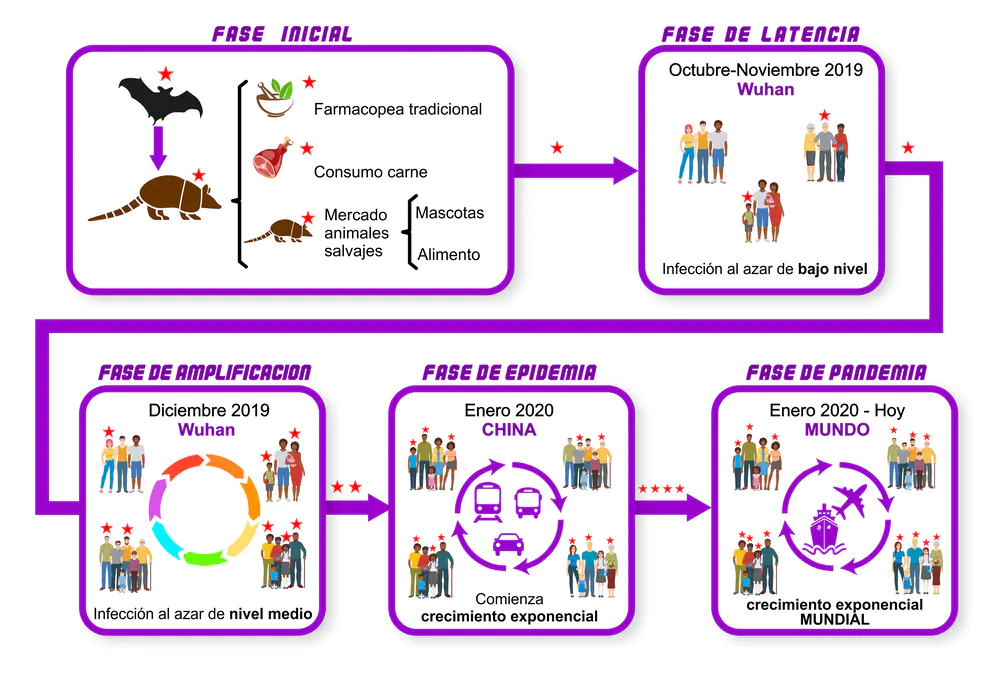 FASE INICIAL
Farmacopea tradicional
Consumo carne
Mercado
animales
salvajes
Mascotas
Alimento
FASE DE LATENCIA
Octubre-Noviembre 2019
Wuhan
Infección al azar de bajo nivel
FASE DE AMPLIFICACION
Diciembre 2019
Wuhan
Infección al azar de nivel medio
FASE DE EPIDEMIA
Enero 2020
CHINA
Comienza
crecimiento exponencial
FASE DE PANDEMIA
Enero 2020 - Hoy
MUNDO
crecimiento exponencial
MUNDIAL